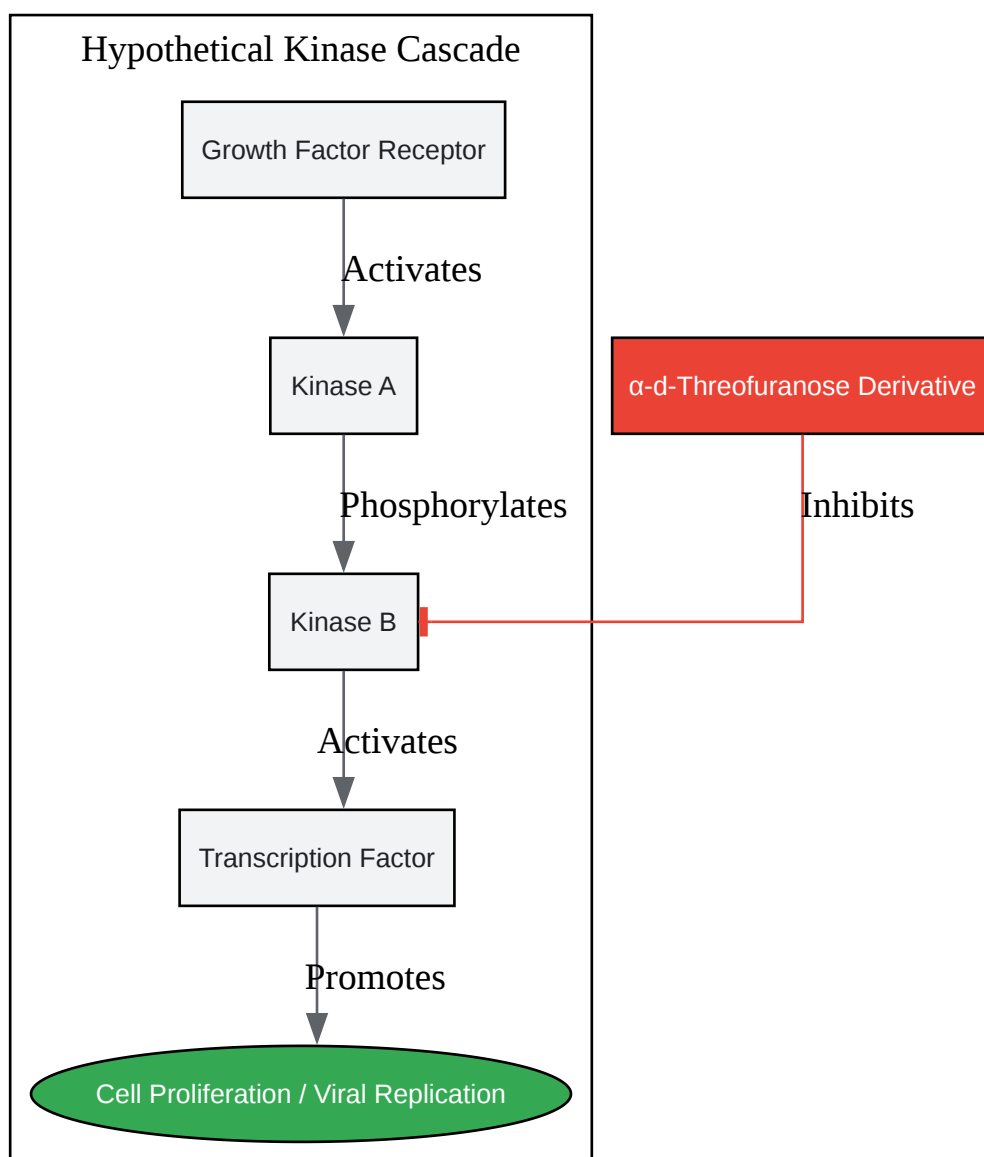 Hypothetical Kinase Cascade
Growth Factor Receptor
Activates
Kinase A
α-d-Threofuranose Derivative
Phosphorylates
Inhibits
Kinase B
Activates
Transcription Factor
Promotes
Cell Proliferation / Viral Replication